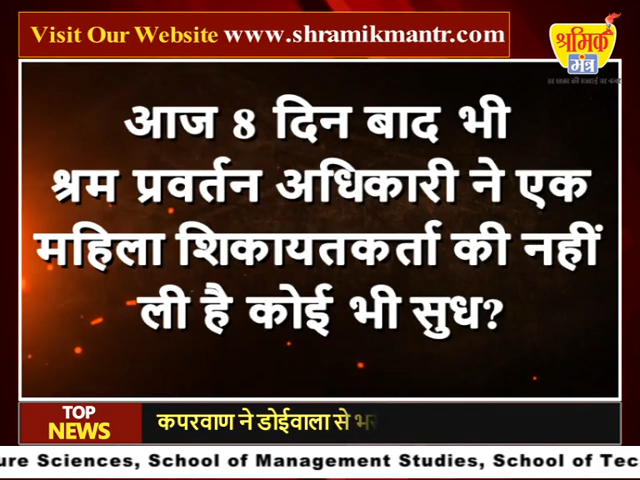 Visit Our Website www.shramikmantr.com
श्रमिक
मंत्र
आज 8 दिन बाद भी
श्रम प्रवर्तन अधिकारी ने एक
महिला शिकायतकर्ता की नहीं
ली है कोई भी सुध?
TOP
NEWS
कपरवाण ने डोईवाला से
ure Sciences, School of Management Studies, School of Tec